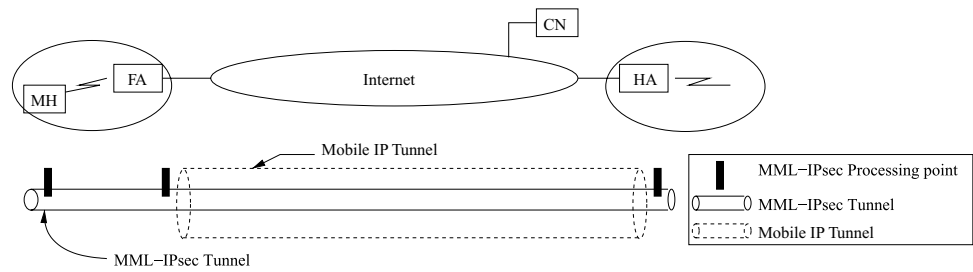 CN
FA
Internet
HA
MH
Mobile IP Tunnel
MML−IPsec Processing point
MML−IPsec Tunnel
Mobile IP Tunnel
MML−IPsec Tunnel